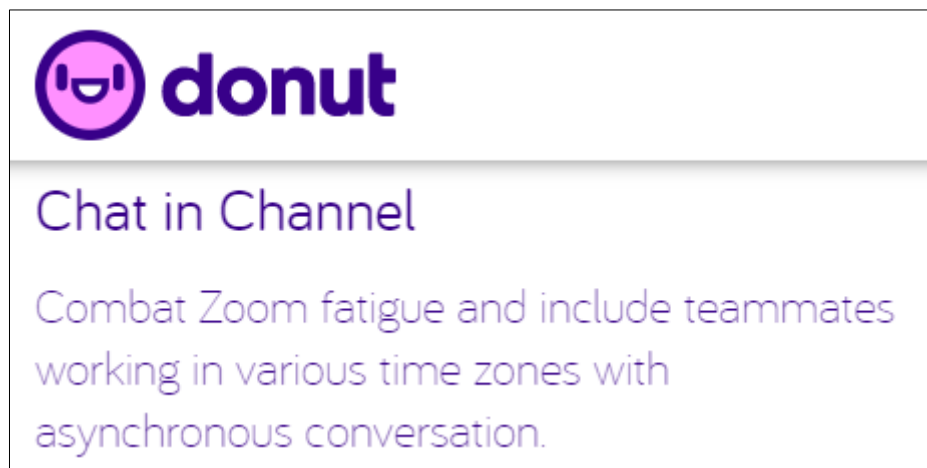 donut
Chat in Channel
Combat Zoom fatigue and include teammates
working in various time zones with
asynchronous conversation.